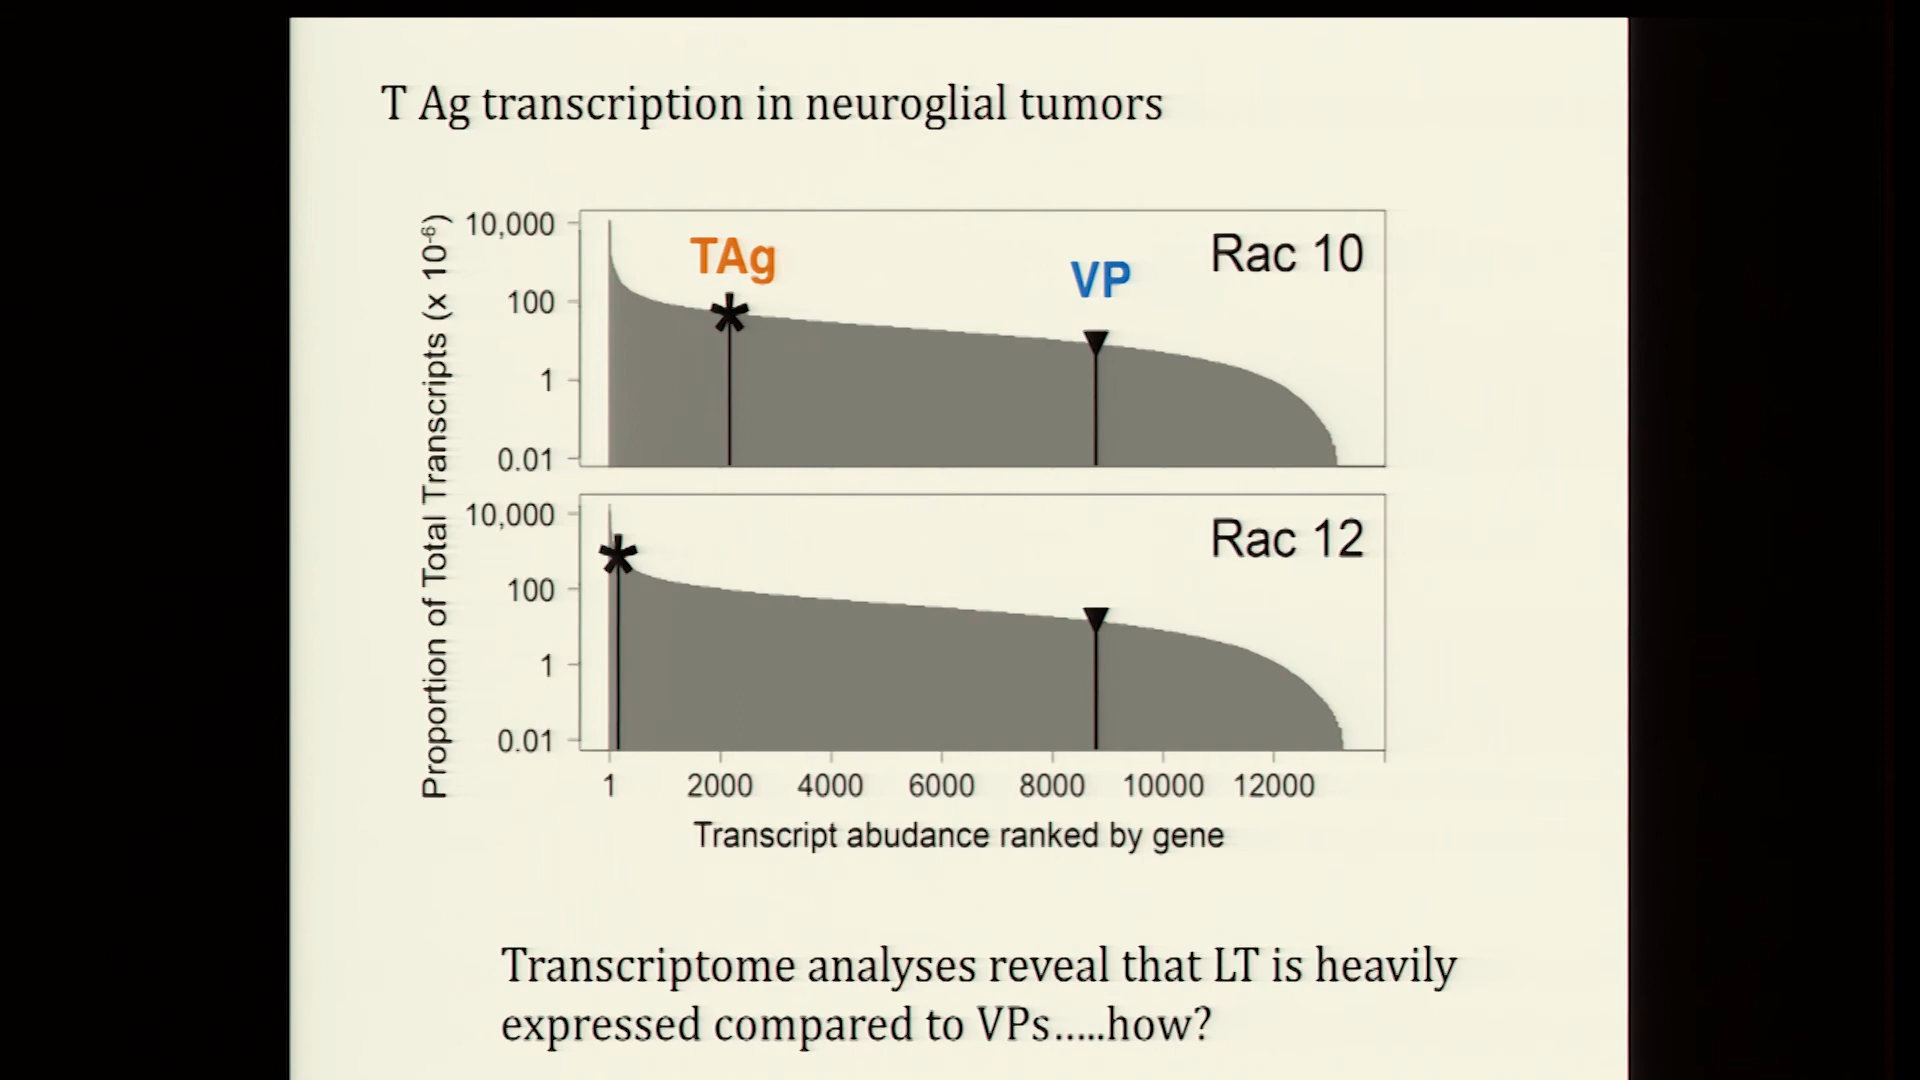 T Ag transcription in neuroglial tumors
Proportion of Total Transcripts (x 10⁻⁶)
10,000
100
1
0.01
TAg
VP
Rac 10
10,000
100
1
0.01
Rac 12
1 2000 4000 6000 8000 10000 12000
Transcript abudance ranked by gene
Transcriptome analyses reveal that LT is heavily
expressed compared to VPs.....how?